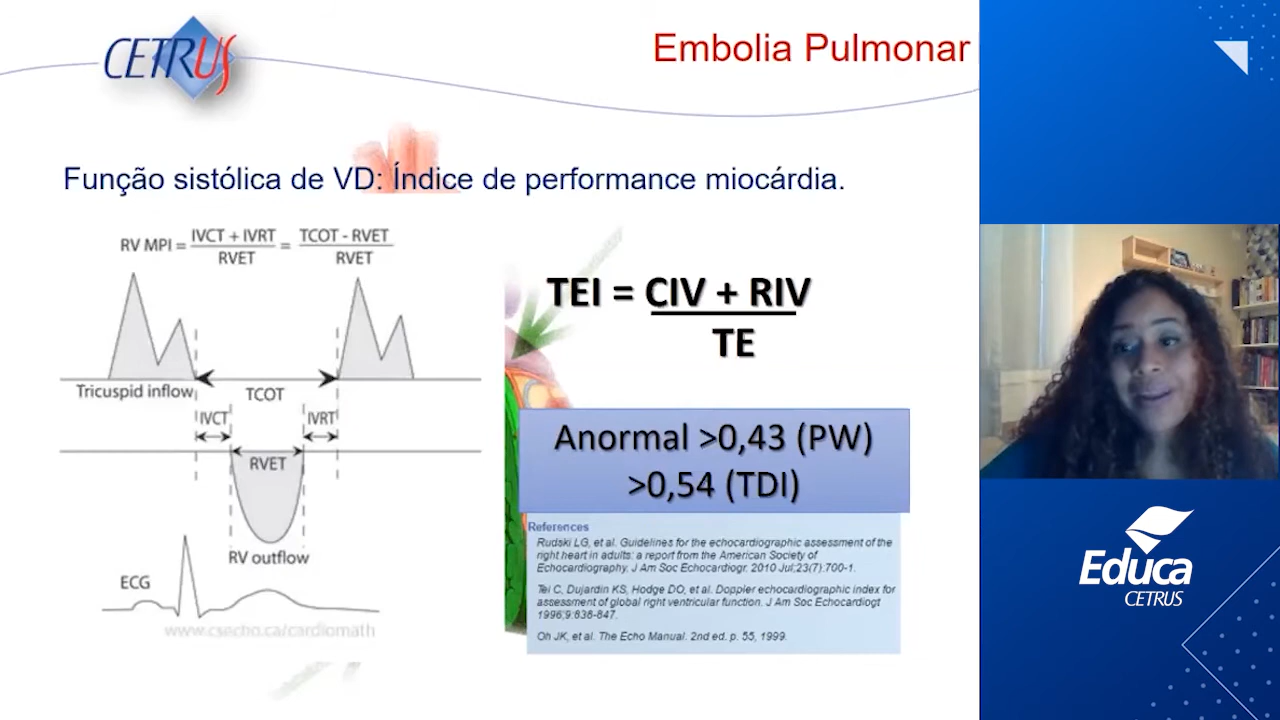 CETRUS
Embolia Pulmonar
Função sistólica de VD: Índice de performance miocárdia.
RV MPI = IVCT + IVRT = TCOT - RVET
RVET RVET
Tricuspid inflow
TCOT
IVCT
IVRT
RVET
RV outflow
ECG
www.csecho.ca/cardiomath
TEI = CIV + RIV
TE
Anormal >0,43 (PW)
>0,54 (TDI)
References
Rudski LG, et al. Guidelines for the echocardiographic assessment of the
right heart in adults: a report from the American Society of
Echocardiography. J Am Soc Echocardiogr. 2010 Jul;23(7).700-1.
Tei C, Dujardin KS, Hodge DO, et al. Doppler echocardiographic index for
assessment of global right ventricular function. J Am Soc Echocardiogt
1996;9:838-847.
Oh JK, et al. The Echo Manual. 2nd ed. p. 55, 1999.
Educa
CETRUS